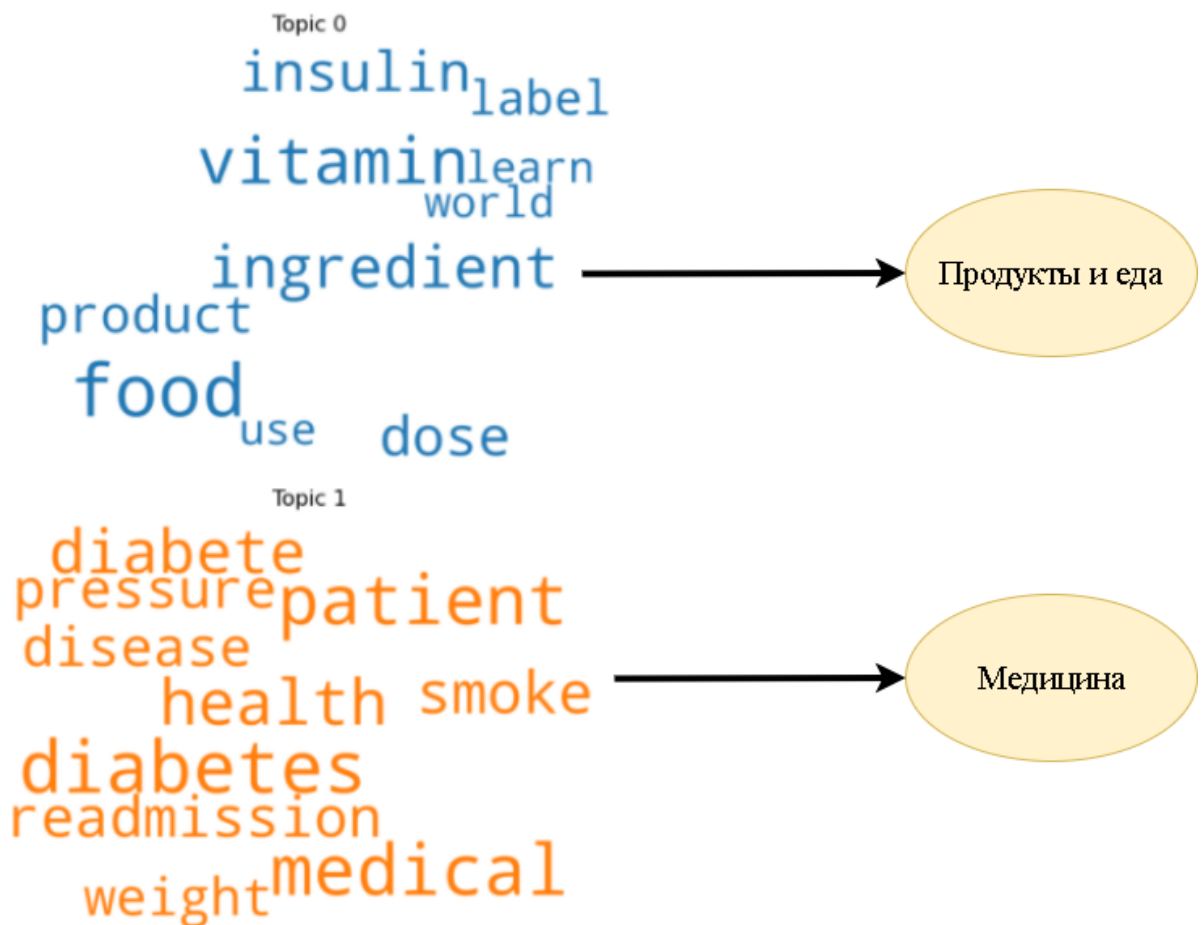 Topic 0
insulin
label
vitamin
learn
world
ingredient
product
food
use
dose
Продукты и еда
Topic 1
diabete
pressure
patient
disease
health
smoke
diabetes
readmission
medical
weight
Медицина